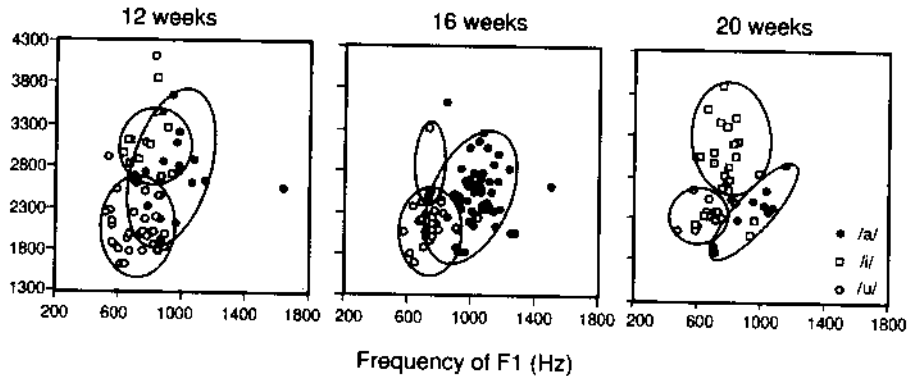 12 weeks
16 weeks
20 weeks
4300
3800
3300
2800
2300
1800
1300
200 600 1000 1400 1800
200 600 1000 1400 1800
200 600 1000 1400 1800
/a/
/i/
/u/
Frequency of F1 (Hz)